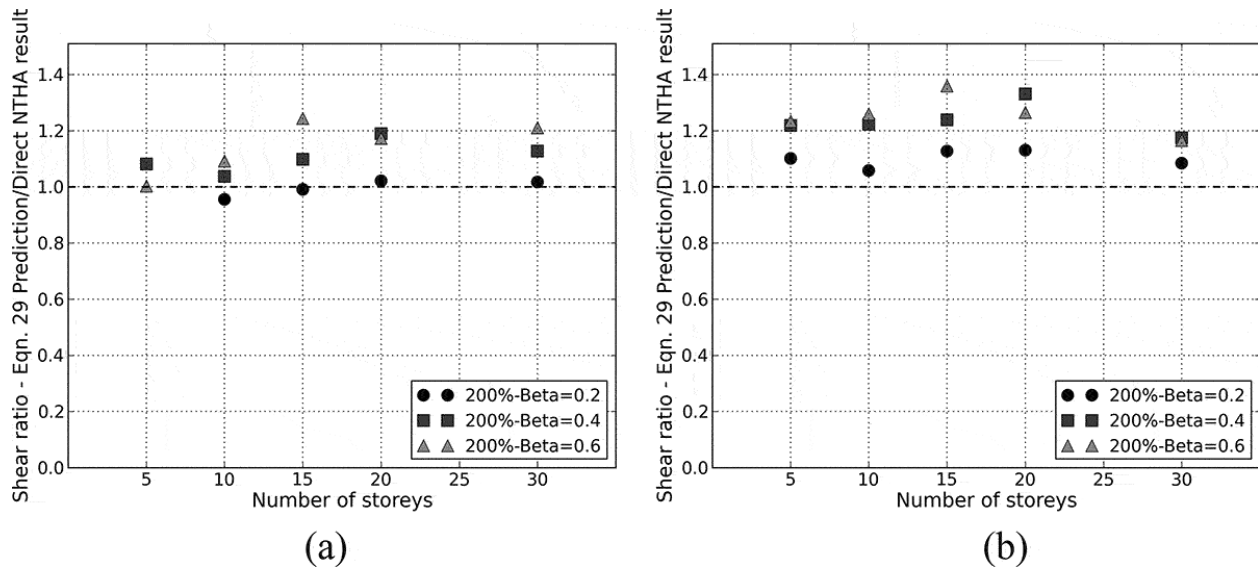 Shear ratio - Eqn. 29 Prediction/Direct NTHA result
1.4
1.2
1.0
0.8
0.6
0.4
0.2
0.0
200%-Beta=0.2
200%-Beta=0.4
200%-Beta=0.6
5 10 15 20 25 30
Number of storeys
(a)
Shear ratio - Eqn. 29 Prediction/Direct NTHA result
1.4
1.2
1.0
0.8
0.6
0.4
0.2
0.0
200%-Beta=0.2
200%-Beta=0.4
200%-Beta=0.6
5 10 15 20 25 30
Number of storeys
(b)